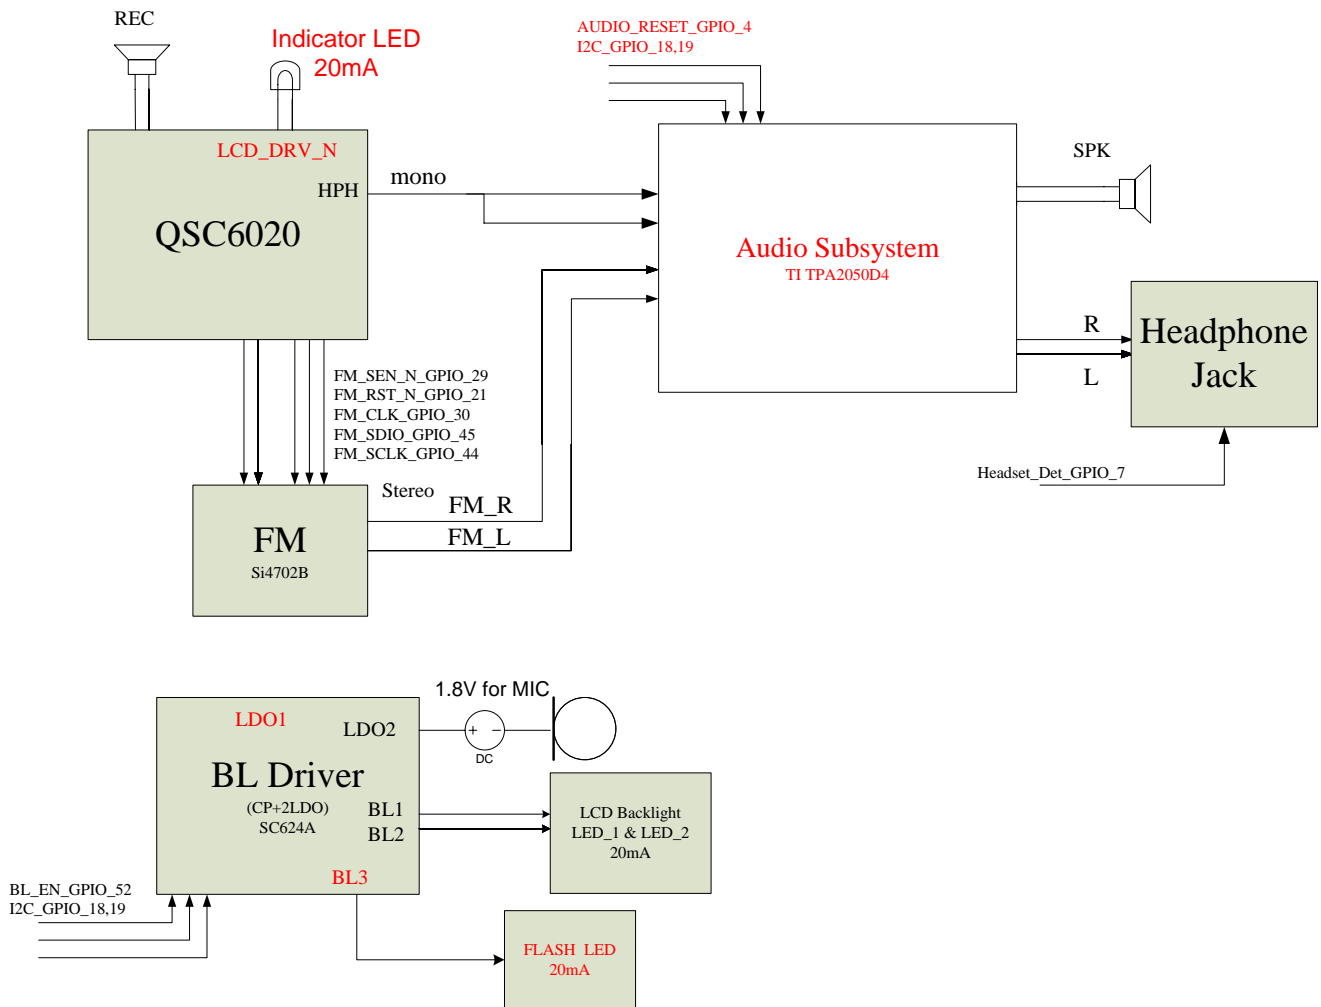 REC
Indicator LED
20mA
LCD_DRV_N
HPH
mono
QSC6020
AUDIO_RESET_GPIO_4
I2C_GPIO_18,19
Audio Subsystem
TI TPA2050D4
SPK
R
L
Headphone
Jack
Headset_Det_GPIO_7
FM_SEN_N_GPIO_29
FM_RST_N_GPIO_21
FM_CLK_GPIO_30
FM_SDIO_GPIO_45
FM_SCLK_GPIO_44
Stereo
FM_R
FM_L
FM
Si4702B
1.8V for MIC
LDO1
LDO2
+ −
DC
BL Driver
(CP+2LDO)
SC624A
BL1
BL2
BL3
LCD Backlight
LED_1 & LED_2
20mA
BL_EN_GPIO_52
I2C_GPIO_18,19
FLASH LED
20mA